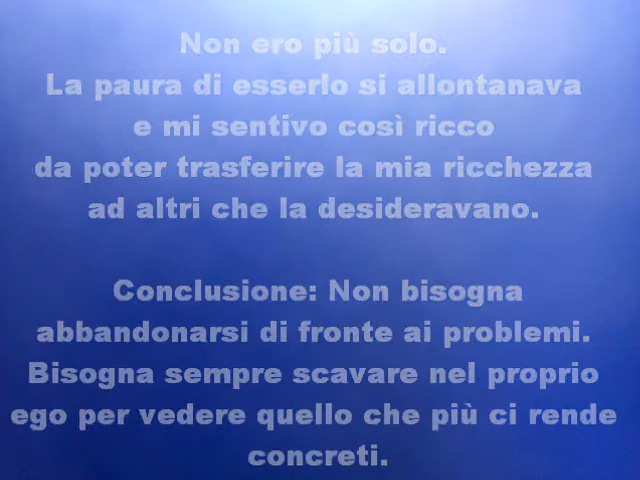 Non ero più solo.
La paura di esserlo si allontanava
e mi sentivo così ricco
da poter trasferire la mia ricchezza
ad altri che la desideravano.
Conclusione: Non bisogna
abbandonarsi di fronte ai problemi.
Bisogna sempre scavare nel proprio
ego per vedere quello che più ci rende
concreti.